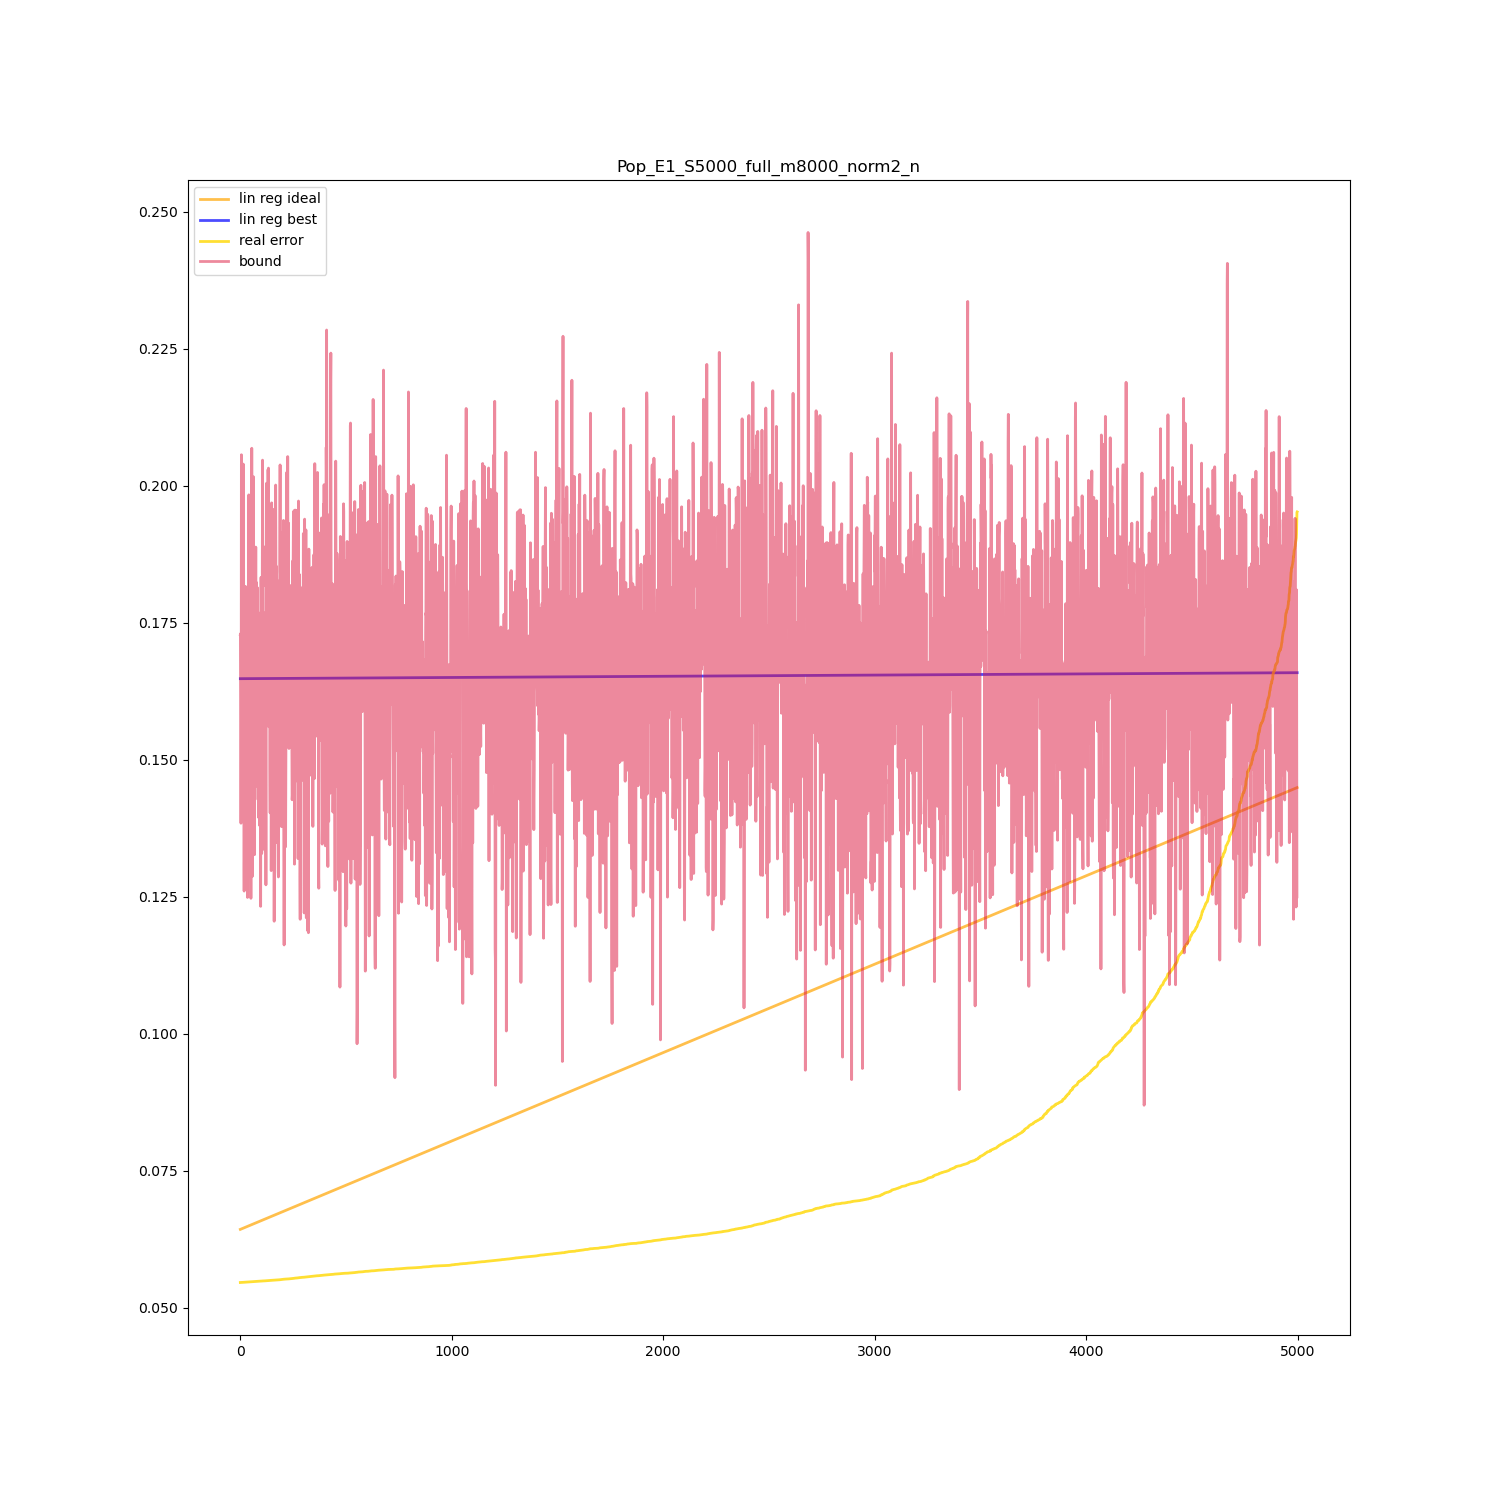 Pop_E1_S5000_full_m8000_norm2_n
lin reg ideal
lin reg best
real error
bound
0.250
0.225
0.200
0.175
0.150
0.125
0.100
0.075
0.050
0 1000 2000 3000 4000 5000